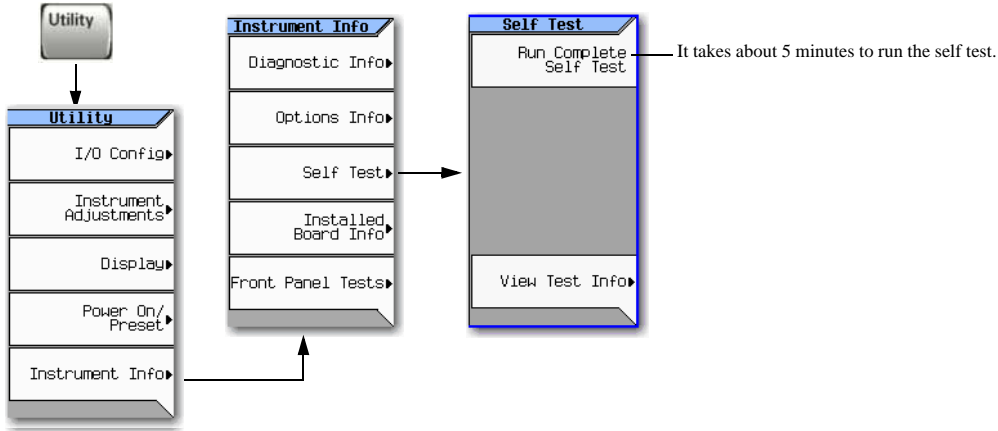 Utility
Utility
I/O Config
Instrument
Adjustments
Display
Power On/
Preset
Instrument Info
Instrument Info
Diagnostic Info
Options Info
Self Test
Installed
Board Info
Front Panel Tests
Self Test
Run Complete
Self Test
It takes about 5 minutes to run the self test.
View Test Info